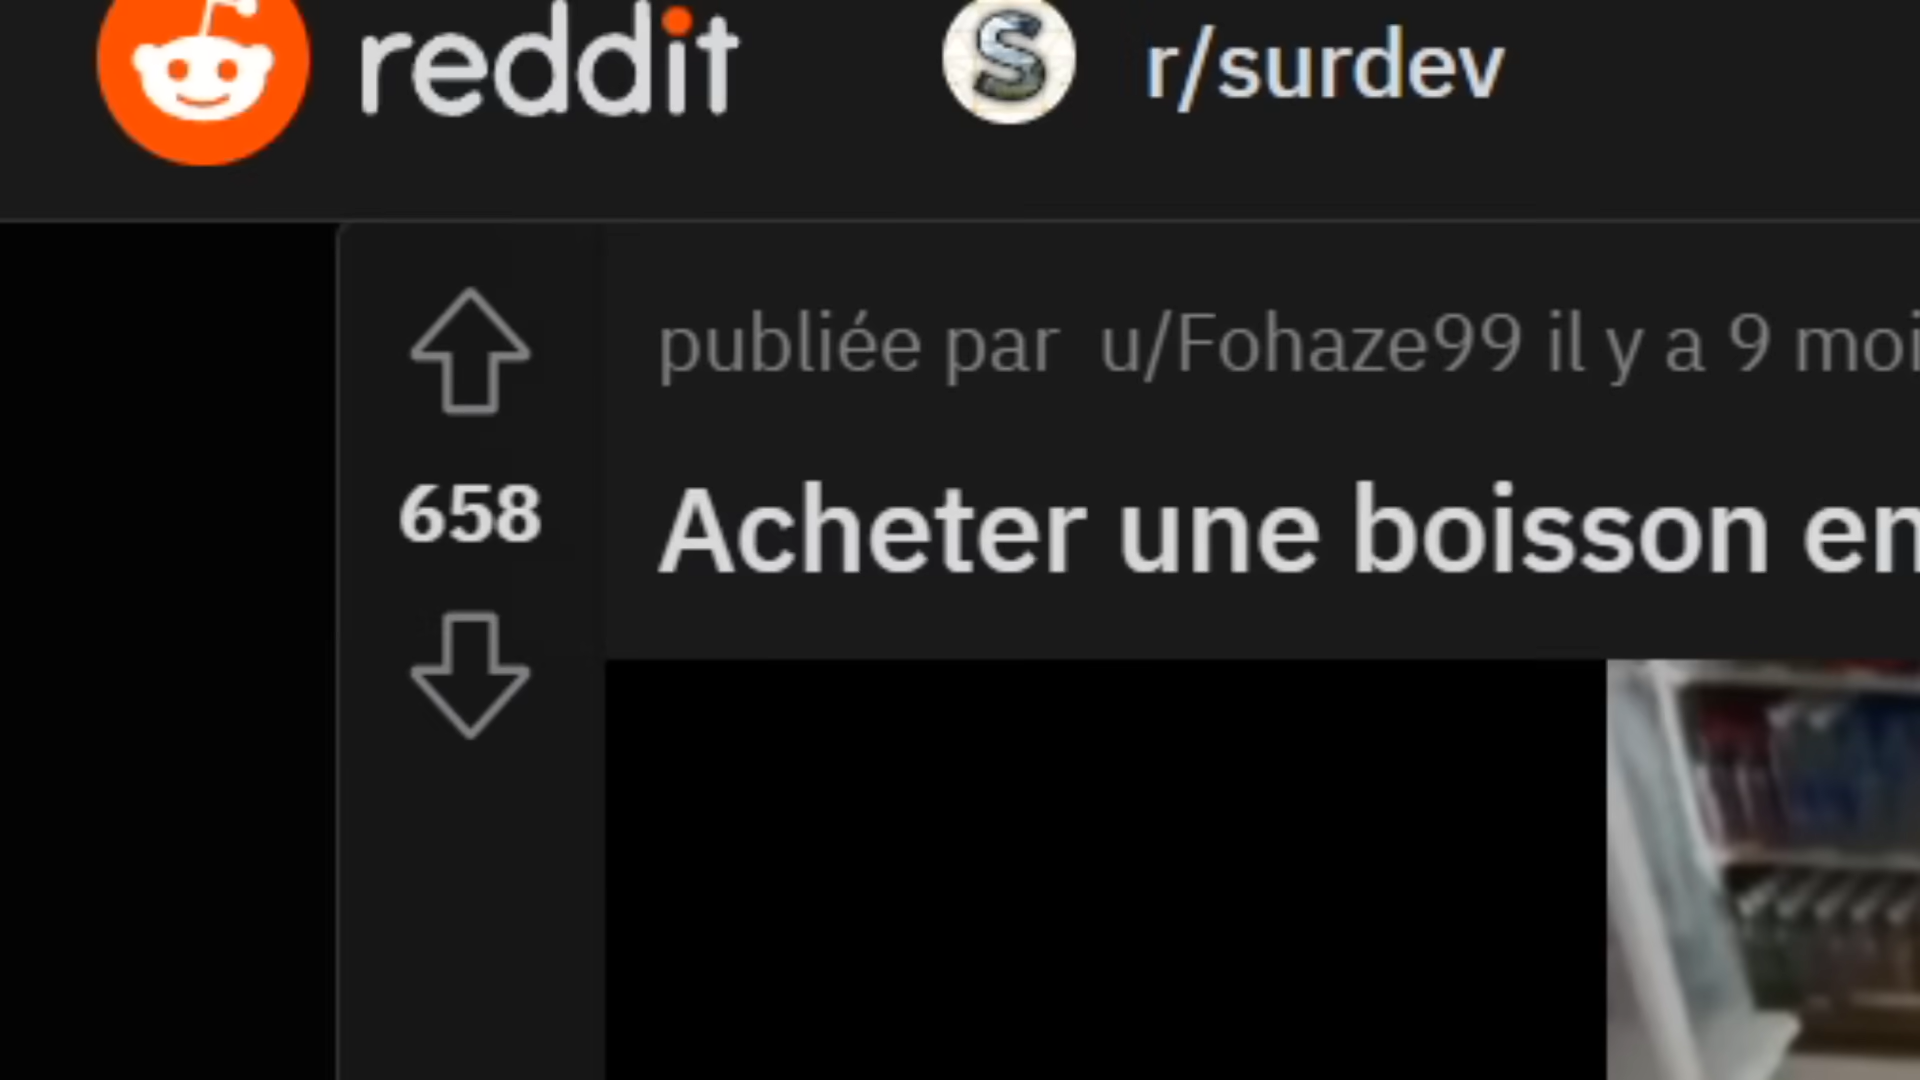 reddit
r/surdev
publiée par u/Fohaze99 il y a 9 moi
658
Acheter une boisson en